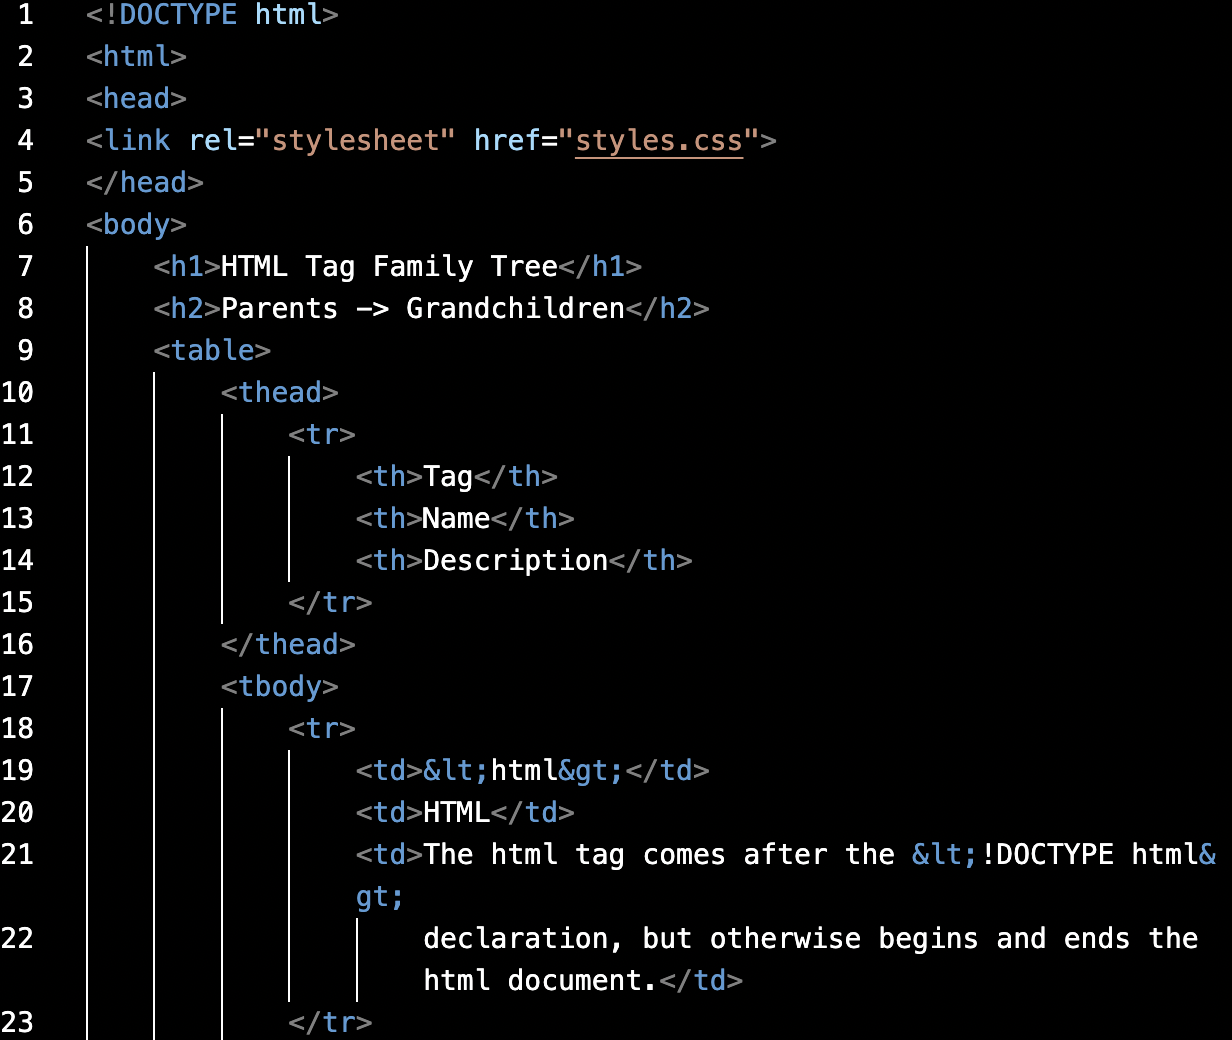 1 <!DOCTYPE html>
2 <html>
3 <head>
4 <link rel="stylesheet" href="styles.css">
5 </head>
6 <body>
7 <h1>HTML Tag Family Tree</h1>
8 <h2>Parents -> Grandchildren</h2>
9 <table>
10 <thead>
11 <tr>
12 <th>Tag</th>
13 <th>Name</th>
14 <th>Description</th>
15 </tr>
16 </thead>
17 <tbody>
18 <tr>
19 <td>&lt;html&gt;</td>
20 <td>HTML</td>
21 <td>The html tag comes after the &lt;!DOCTYPE html&
gt;
22 declaration, but otherwise begins and ends the
html document.</td>
23 </tr>